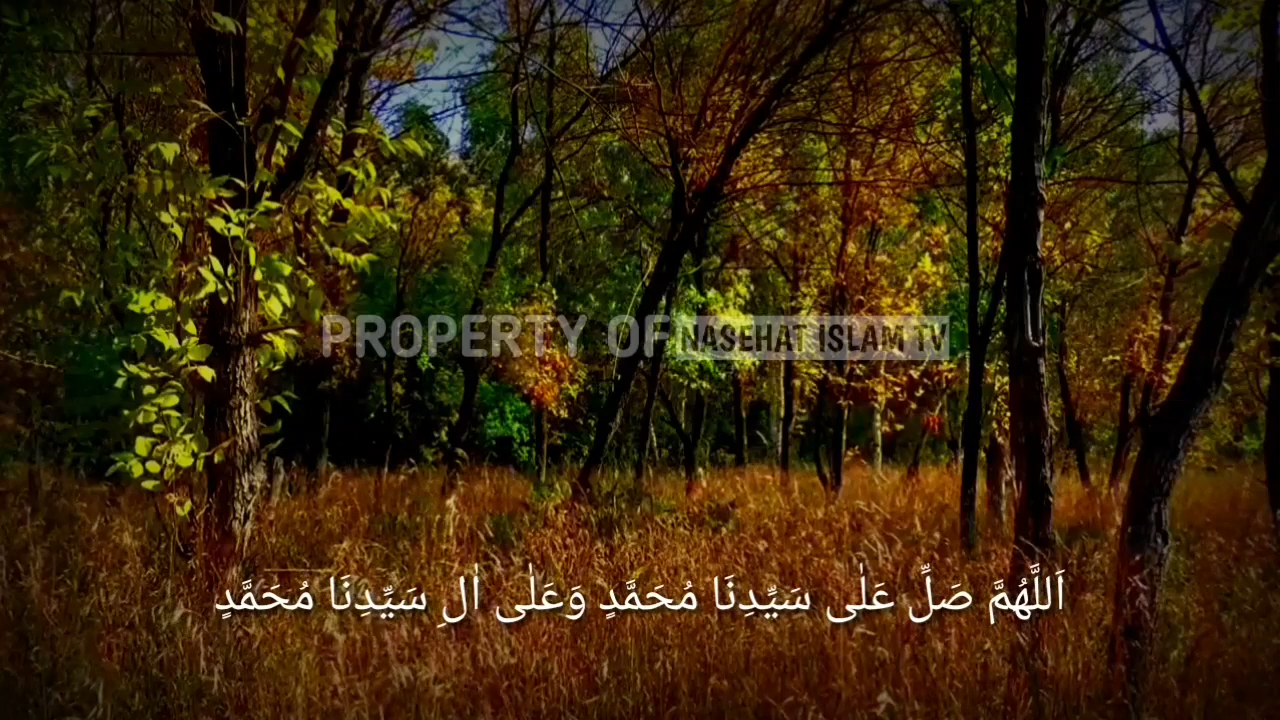 PROPERTY OF NASEHAT ISLAM TV
اَللَّهُمَّ صَلِّ عَلٰى سَيِّدِنَا مُحَمَّدٍ وَعَلٰى اٰلِ سَيِّدِنَا مُحَمَّدٍ